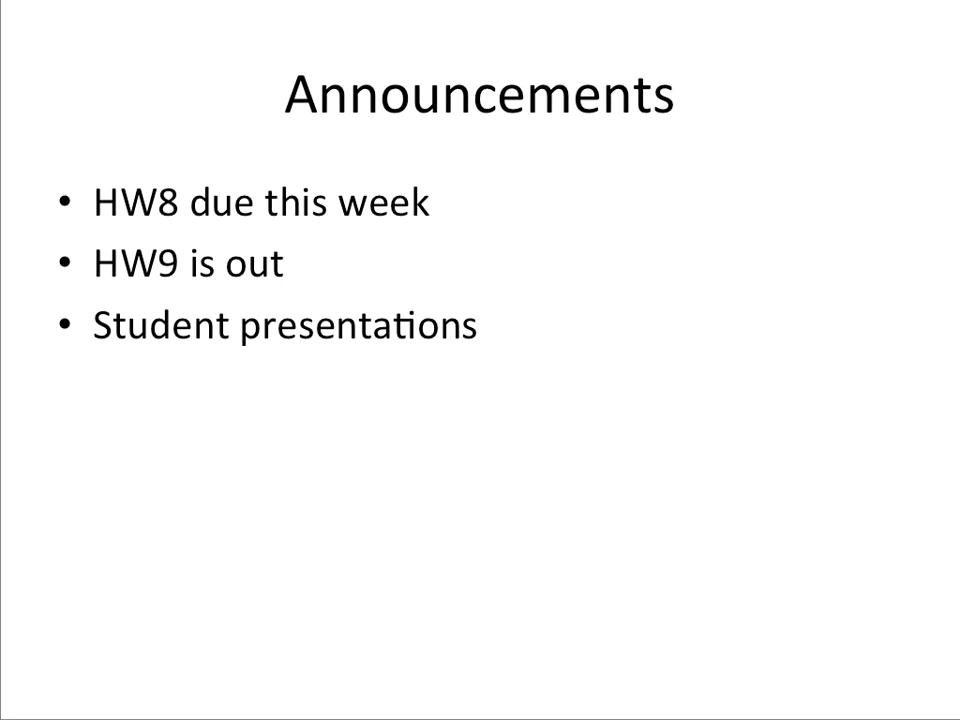 Announcements
• HW8 due this week
• HW9 is out
• Student presentations